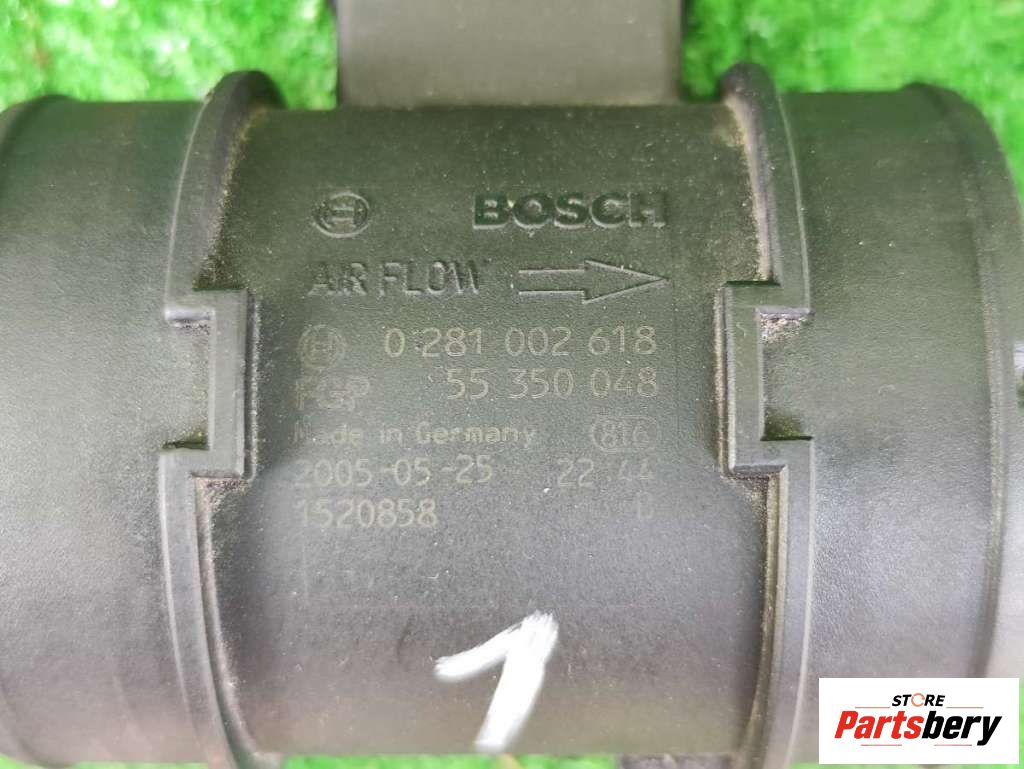 BOSCH
AIR FLOW
0 281 002 618
FGP 55 350 048
Made in Germany 816
2005-05-25 22 44
1520858
1
STORE
Partsbery